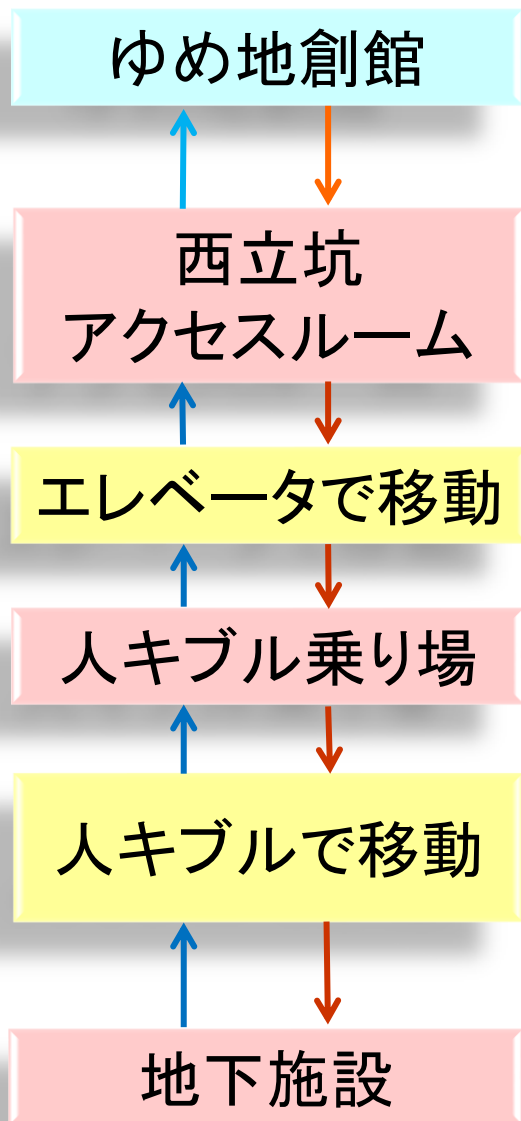 ゆめ地創館
西立坑
アクセスルーム
エレベータで移動
人キブル乗り場
人キブルで移動
地下施設